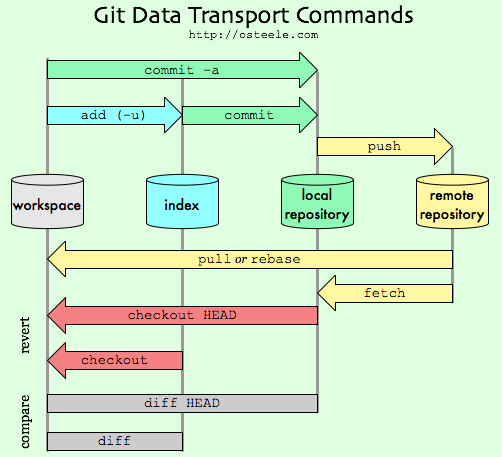 Git Data Transport Commands
http://osteele.com
commit -a
add (-u)
commit
push
workspace
index
local
repository
remote
repository
pull or rebase
fetch
revert
checkout HEAD
checkout
compare
diff HEAD
diff